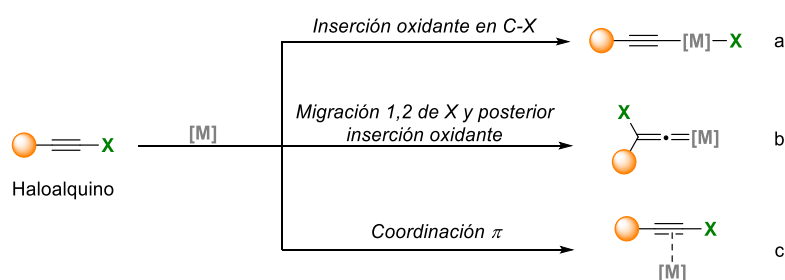 Inserción oxidante en C-X
[M] X a
Migración 1,2 de X y posterior
inserción oxidante
X
[M] b
X [M]
Haloalquino
Coordinación π
X c
[M]